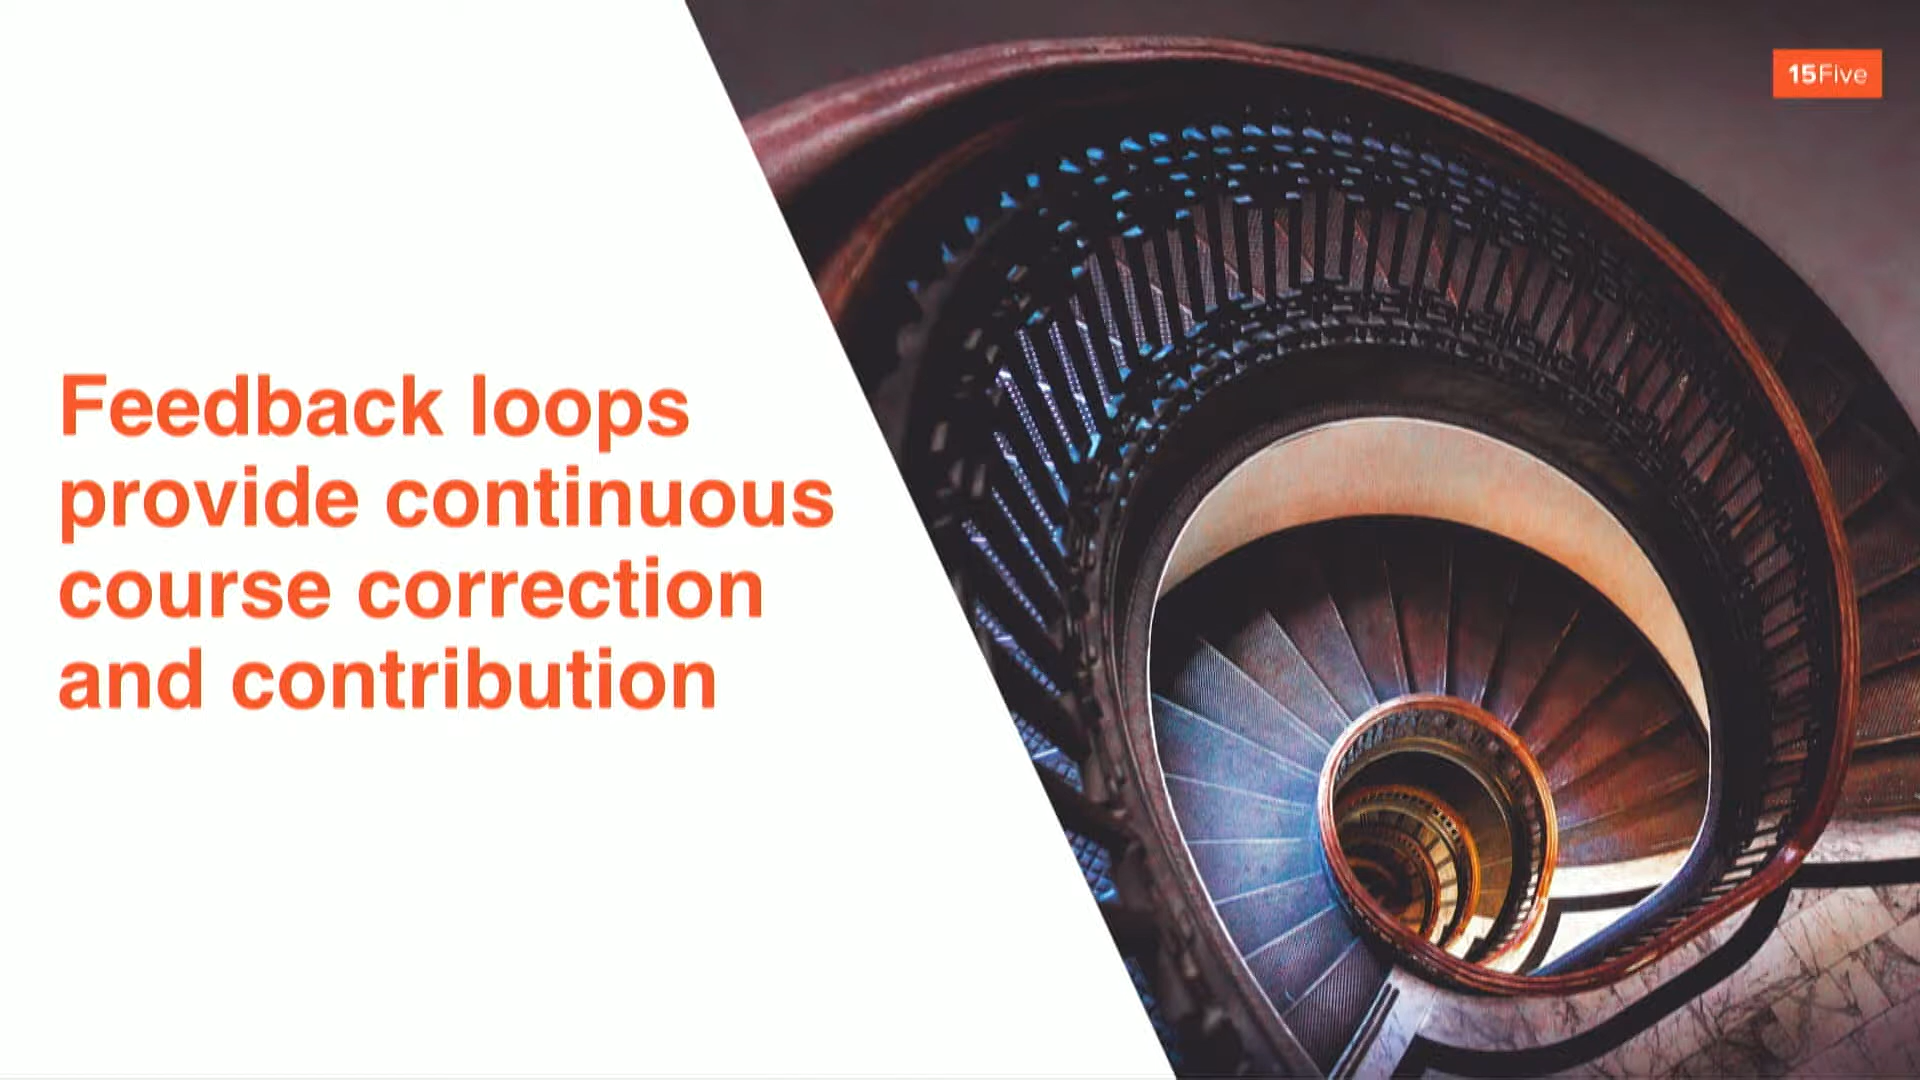 15Five
Feedback loops
provide continuous
course correction
and contribution